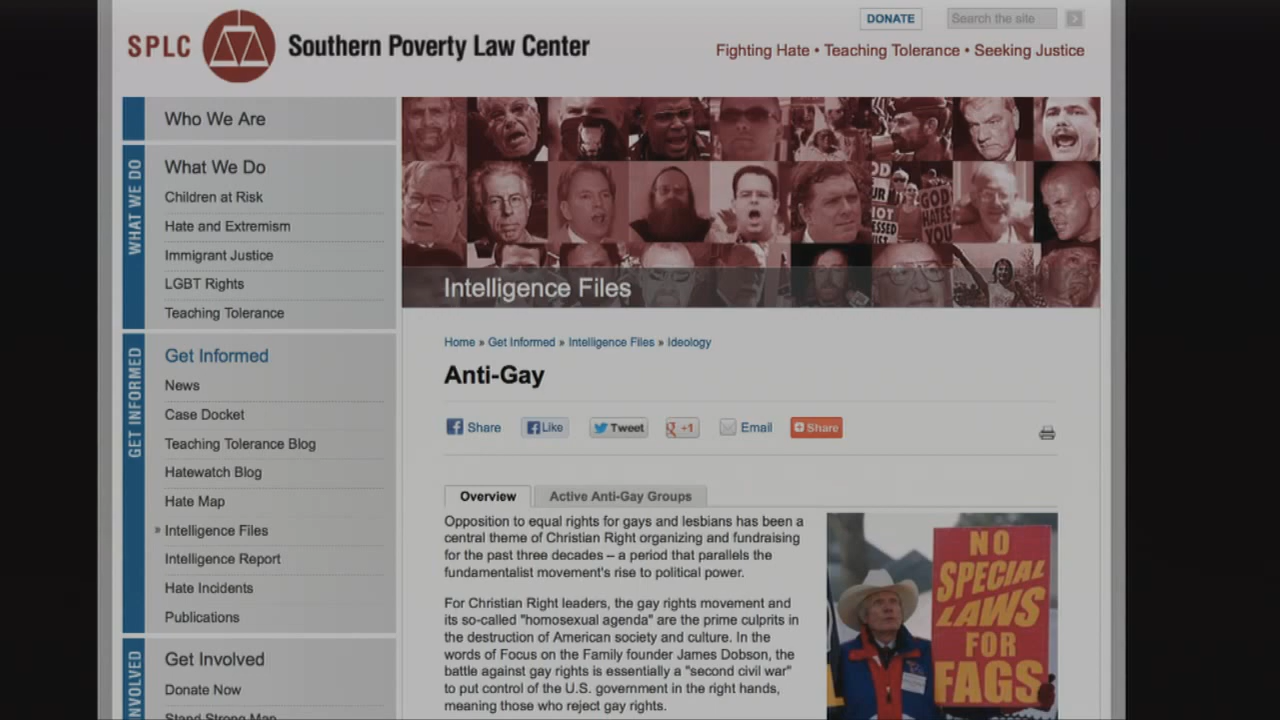 DONATE
Search the site
SPLC
Southern Poverty Law Center
Fighting Hate • Teaching Tolerance • Seeking Justice
Who We Are
WHAT WE DO
What We Do
Children at Risk
Hate and Extremism
Immigrant Justice
LGBT Rights
Teaching Tolerance
GET INFORMED
Get Informed
News
Case Docket
Teaching Tolerance Blog
Hatewatch Blog
Hate Map
» Intelligence Files
Intelligence Report
Hate Incidents
Publications
NVOLVED
Get Involved
Donate Now
Stand Strong Map
GOD
HATES
YOU
Intelligence Files
Home » Get Informed » Intelligence Files » Ideology
Anti-Gay
Share
Like
Tweet
+1
Email
Share
Overview
Active Anti-Gay Groups
Opposition to equal rights for gays and lesbians has been a
central theme of Christian Right organizing and fundraising
for the past three decades – a period that parallels the
fundamentalist movement's rise to political power.
For Christian Right leaders, the gay rights movement and
its so-called "homosexual agenda" are the prime culprits in
the destruction of American society and culture. In the
words of Focus on the Family founder James Dobson, the
battle against gay rights is essentially a "second civil war"
to put control of the U.S. government in the right hands,
meaning those who reject gay rights.
NO
SPECIAL
LAWS
FOR
FAGS